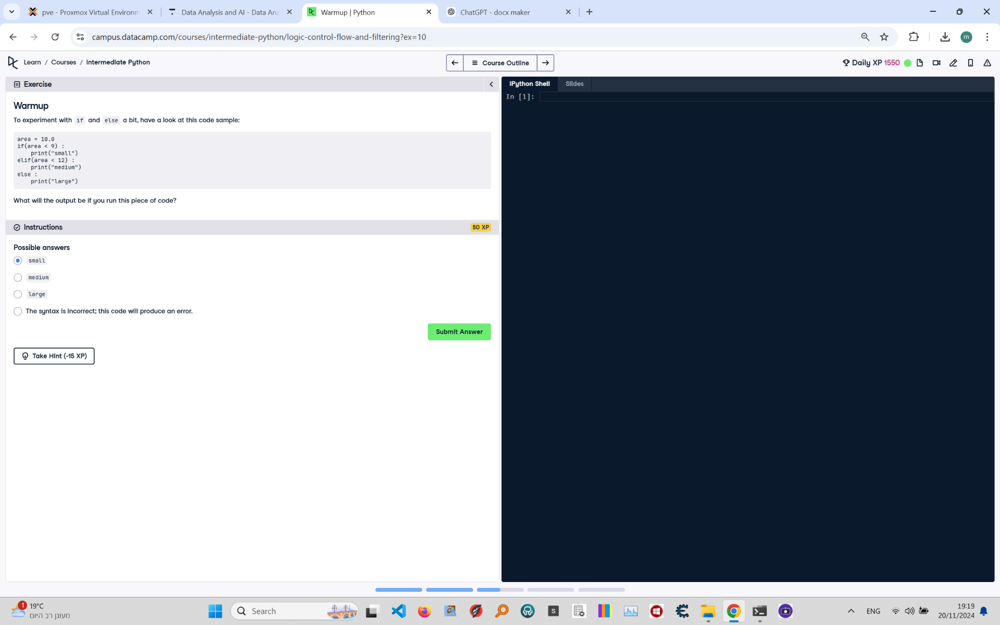 pve - Proxmox Virtual Environm
Data Analysis and AI - Data Ana
Warmup | Python
ChatGPT - docx maker
campus.datacamp.com/courses/intermediate-python/logic-control-flow-and-filtering?ex=10
m
Learn / Courses / Intermediate Python
Course Outline
Daily XP 1550
Exercise
Warmup
To experiment with if and else a bit, have a look at this code sample:
area = 10.0
if(area < 9) :
    print("small")
elif(area < 12) :
    print("medium")
else :
    print("large")
What will the output be if you run this piece of code?
Instructions
50 XP
Possible answers
small
medium
large
The syntax is incorrect; this code will produce an error.
Submit Answer
Take Hint (-15 XP)
IPython Shell
Slides
In [1]:
1
19°C
מעונן רב היום
Search
S
ENG
19:19
20/11/2024